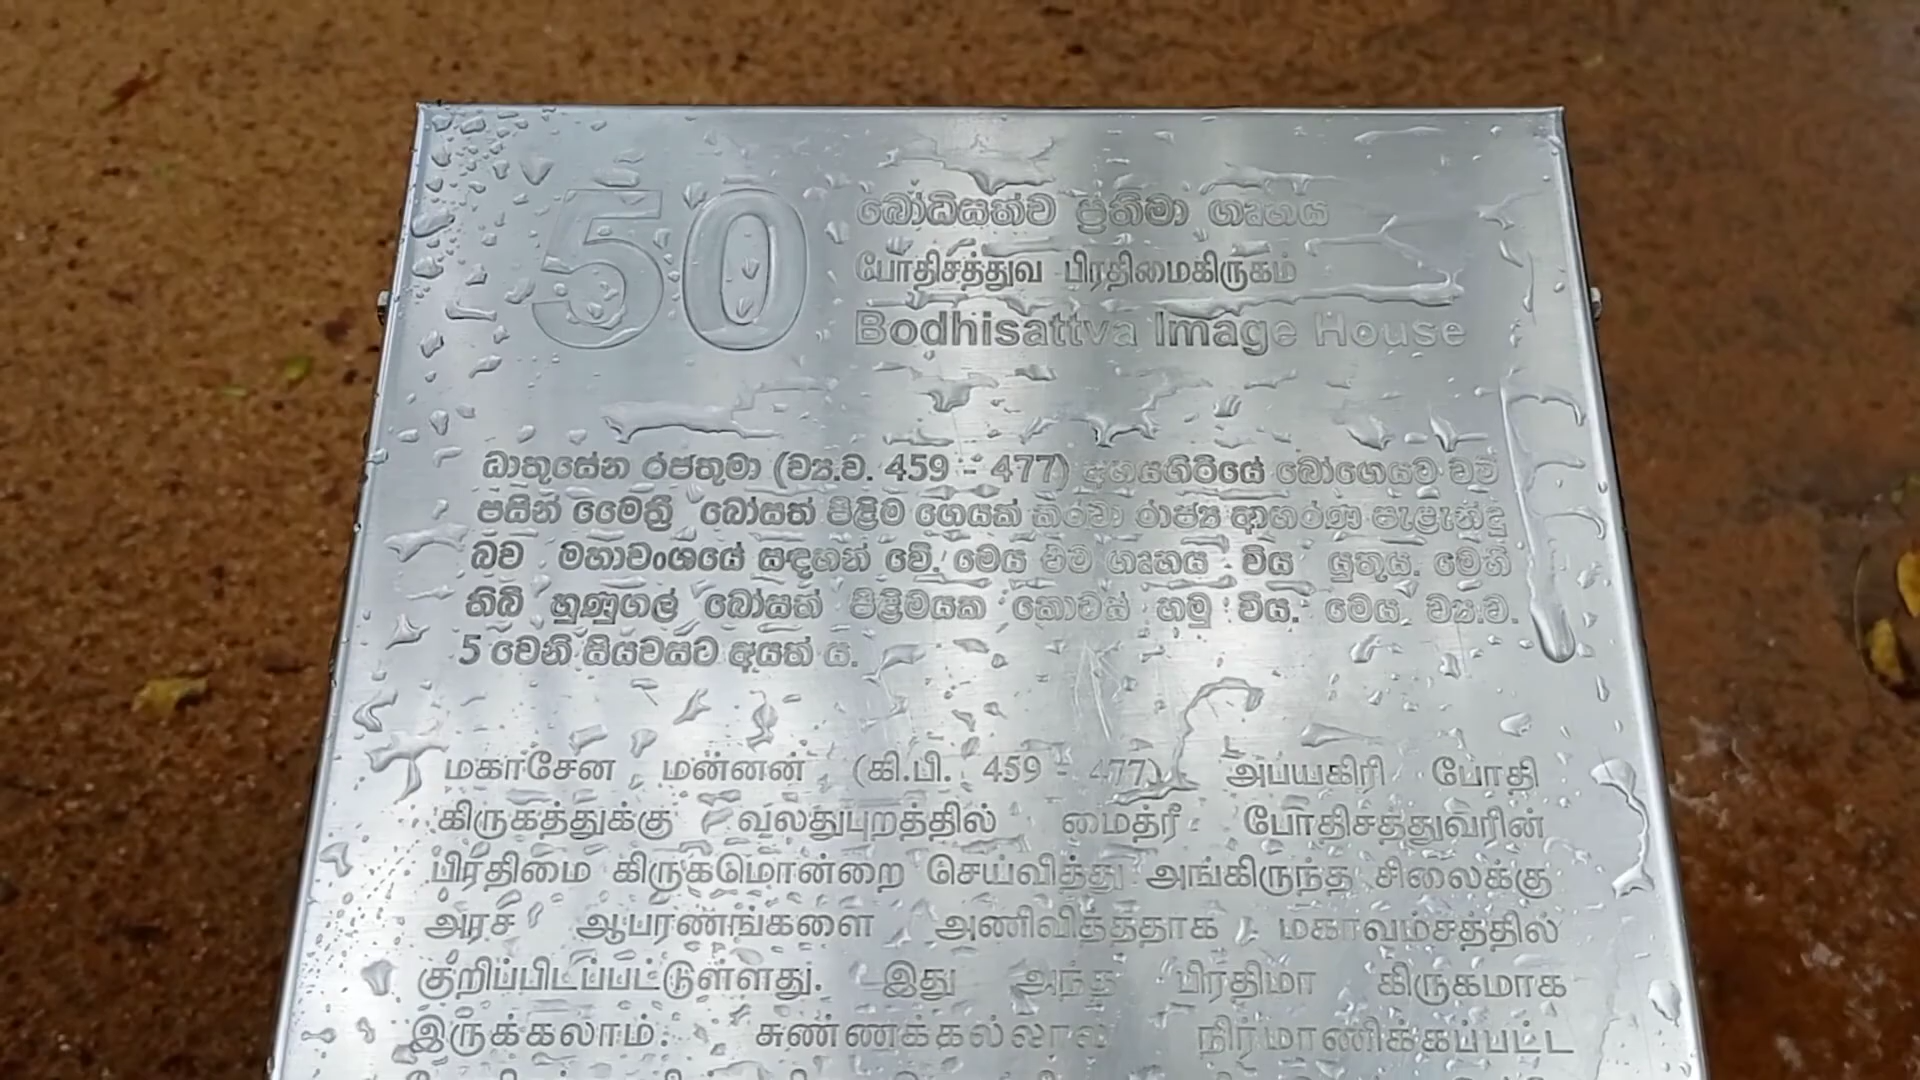 50
බෝධිසත්ව ප්‍රතිමා ගෘහය
போதிசத்துவ பிரதிமைகிருகம்
Bodhisattva Image House
ධාතුසේන රජතුමා (ව්‍ය.ව. 459 - 477) අභයගිරියේ බෝගෙයට වම්
පසින් මෛත්‍රී බෝසත් පිළිම ගෙයක් කරවා රාජ්‍ය ආභරණ පැළැන්දූ
බව මහාවංශයේ සඳහන් වේ. මෙය එම ගෘහය විය යුතුය. මෙහි
තිබී හුණුගල් බෝසත් පිළිමයක කොටස් හමු විය. මෙය ව්‍ය.ව.
5 වෙනි සියවසට අයත් ය.
மகாசேன மன்னன் (கி.பி. 459 - 477) அபயகிரி போதி
கிருகத்துக்கு வலதுபுறத்தில் மைத்ரீ போதிசத்துவரின்
பிரதிமை கிருகமொன்றை செய்வித்து அங்கிருந்த சிலைக்கு
அரச ஆபரணங்களை அணிவித்ததாக மகாவம்சத்தில்
குறிப்பிடப்பட்டுள்ளது. இது அந்த பிரதிமா கிருகமாக
இருக்கலாம். சுண்ணக்கல்லால் நிர்மாணிக்கப்பட்ட